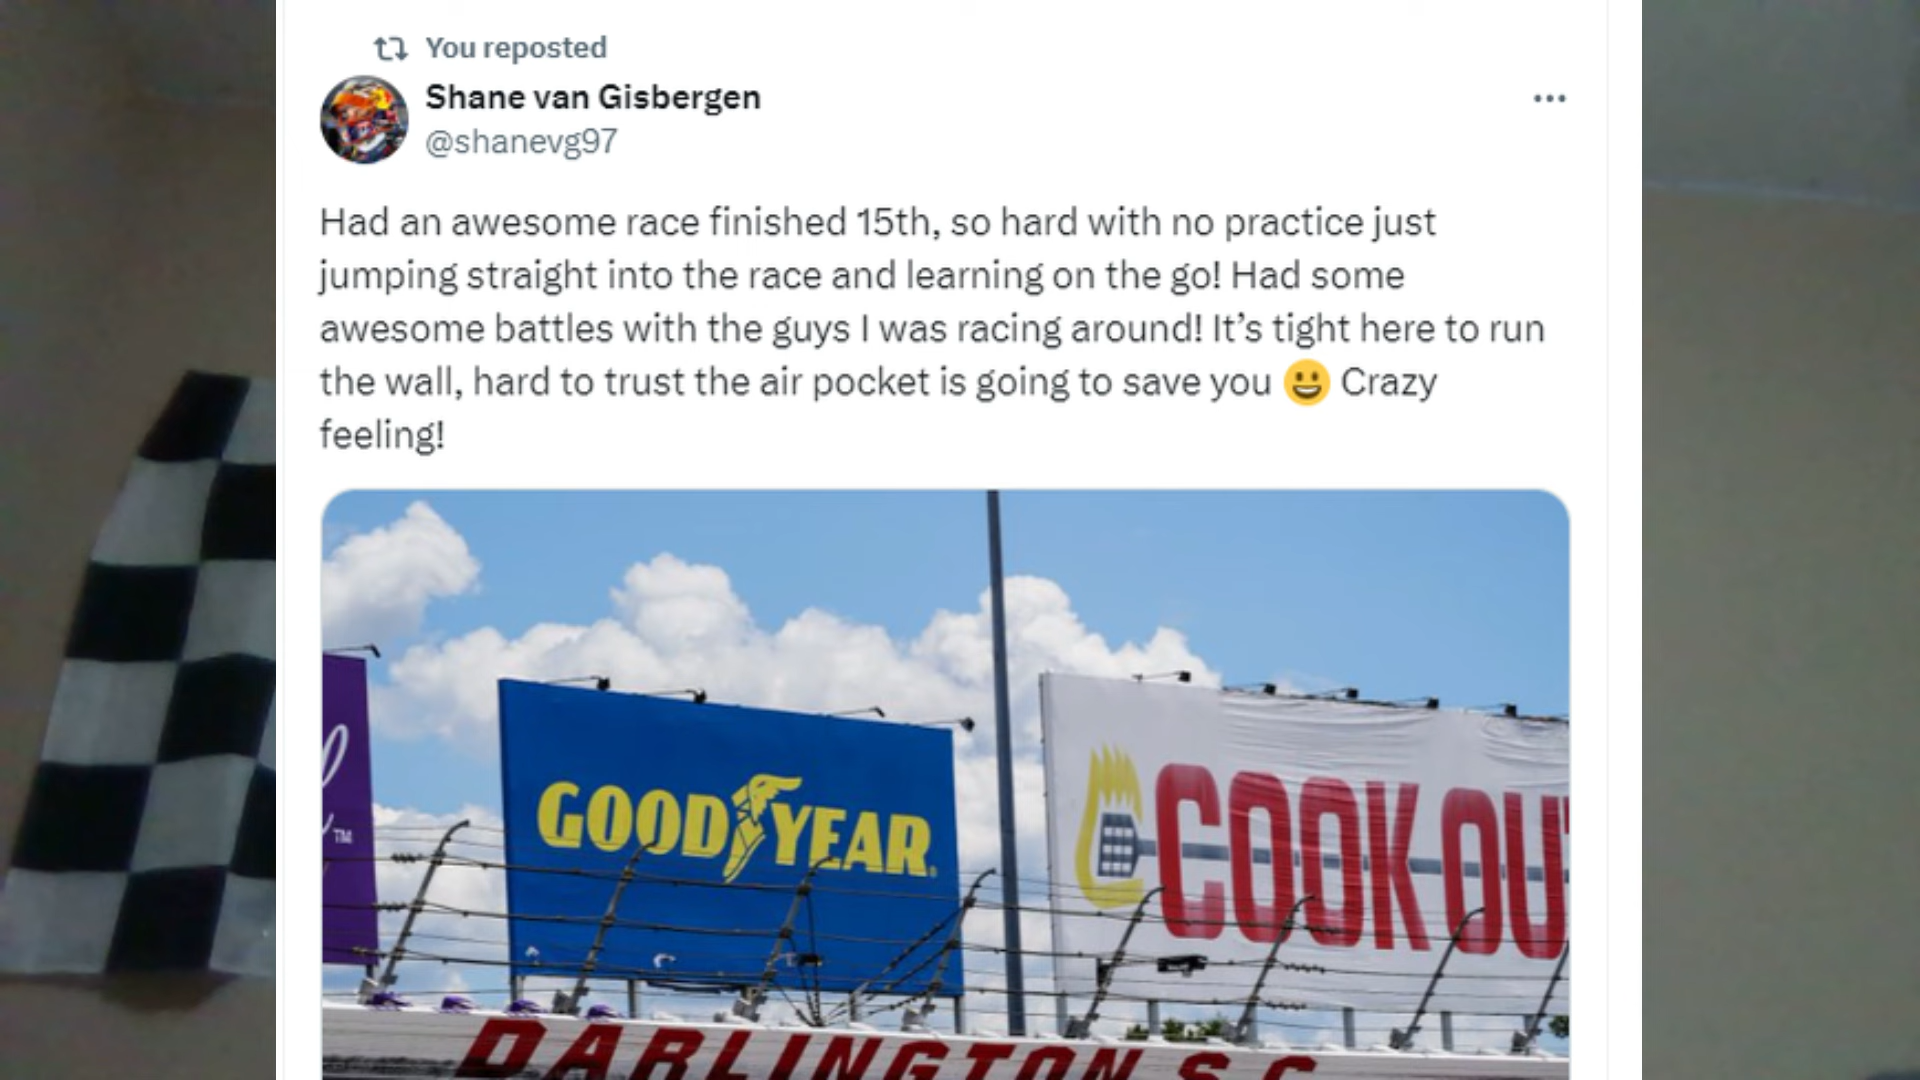 You reposted
Shane van Gisbergen
@shanevg97
Had an awesome race finished 15th, so hard with no practice just
jumping straight into the race and learning on the go! Had some
awesome battles with the guys I was racing around! It’s tight here to run
the wall, hard to trust the air pocket is going to save you 😀 Crazy
feeling!
GOOD YEAR
COOK OU
TM
DARLINGTON S.C.